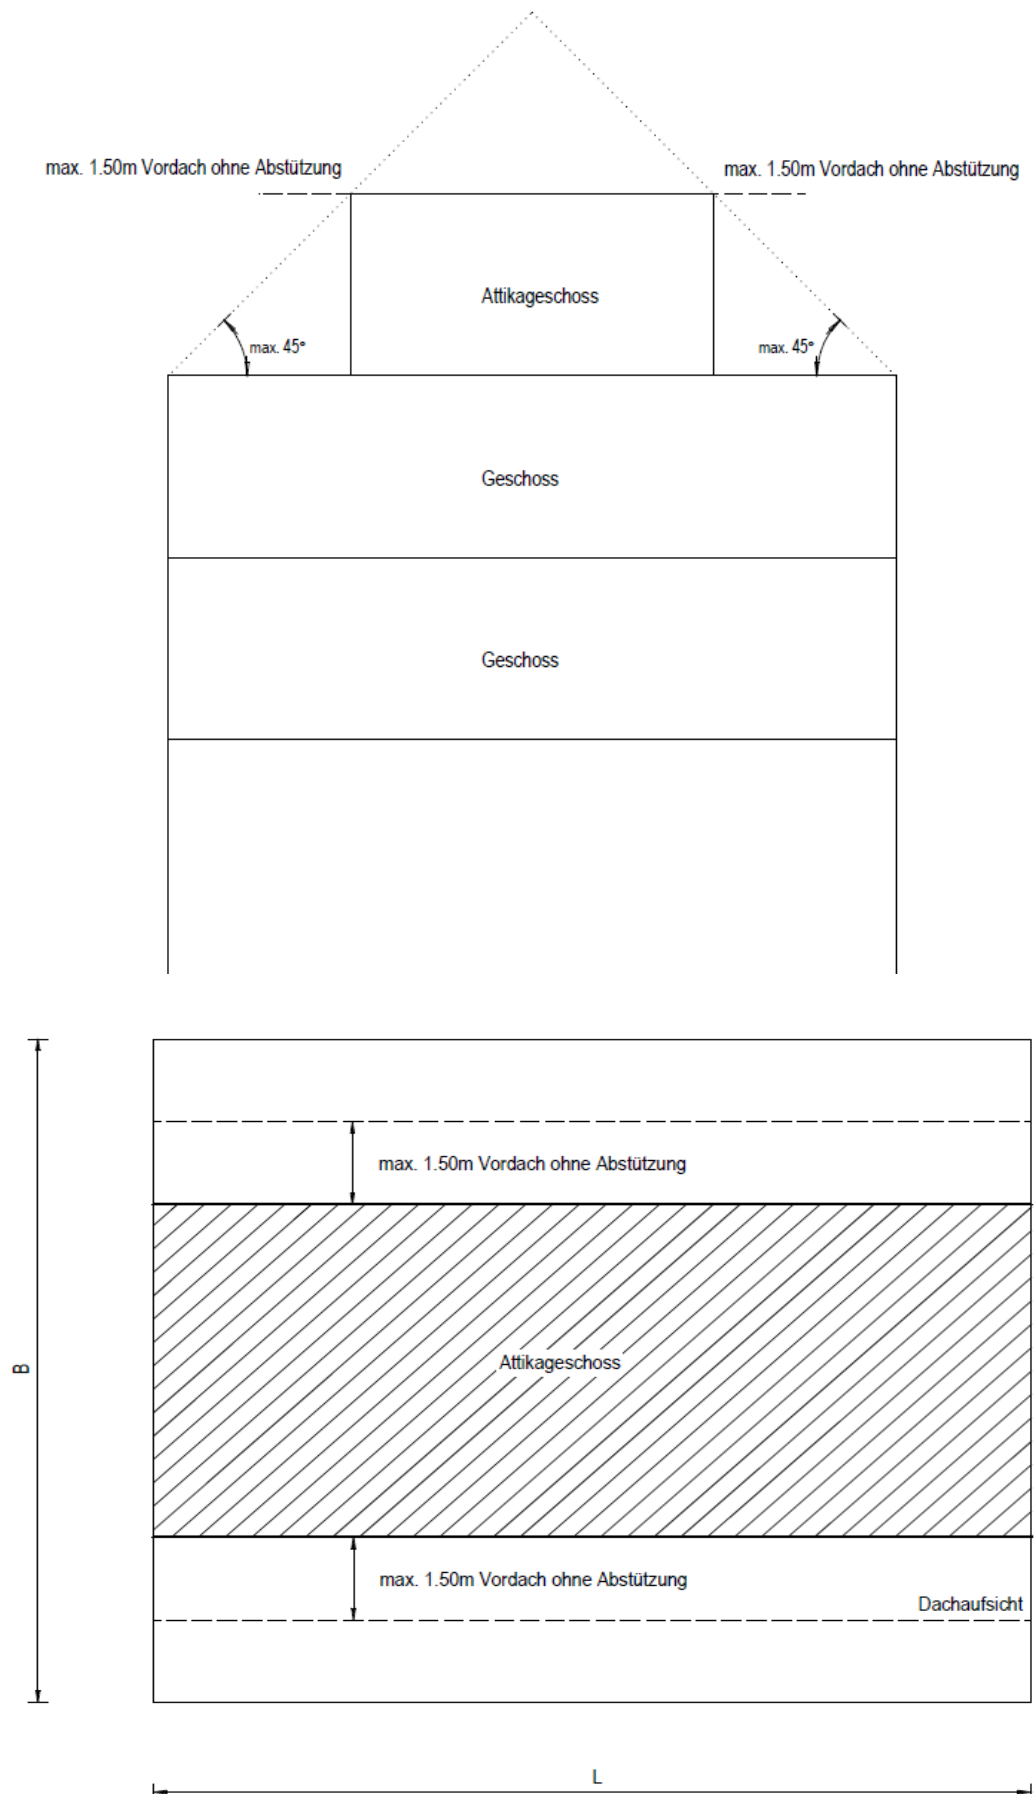 max. 1.50m Vordach ohne Abstützung
max. 1.50m Vordach ohne Abstützung
Attikageschoss
max. 45°
max. 45°
Geschoss
Geschoss
max. 1.50m Vordach ohne Abstützung
B
Attikageschoss
max. 1.50m Vordach ohne Abstützung
Dachaufsicht
L